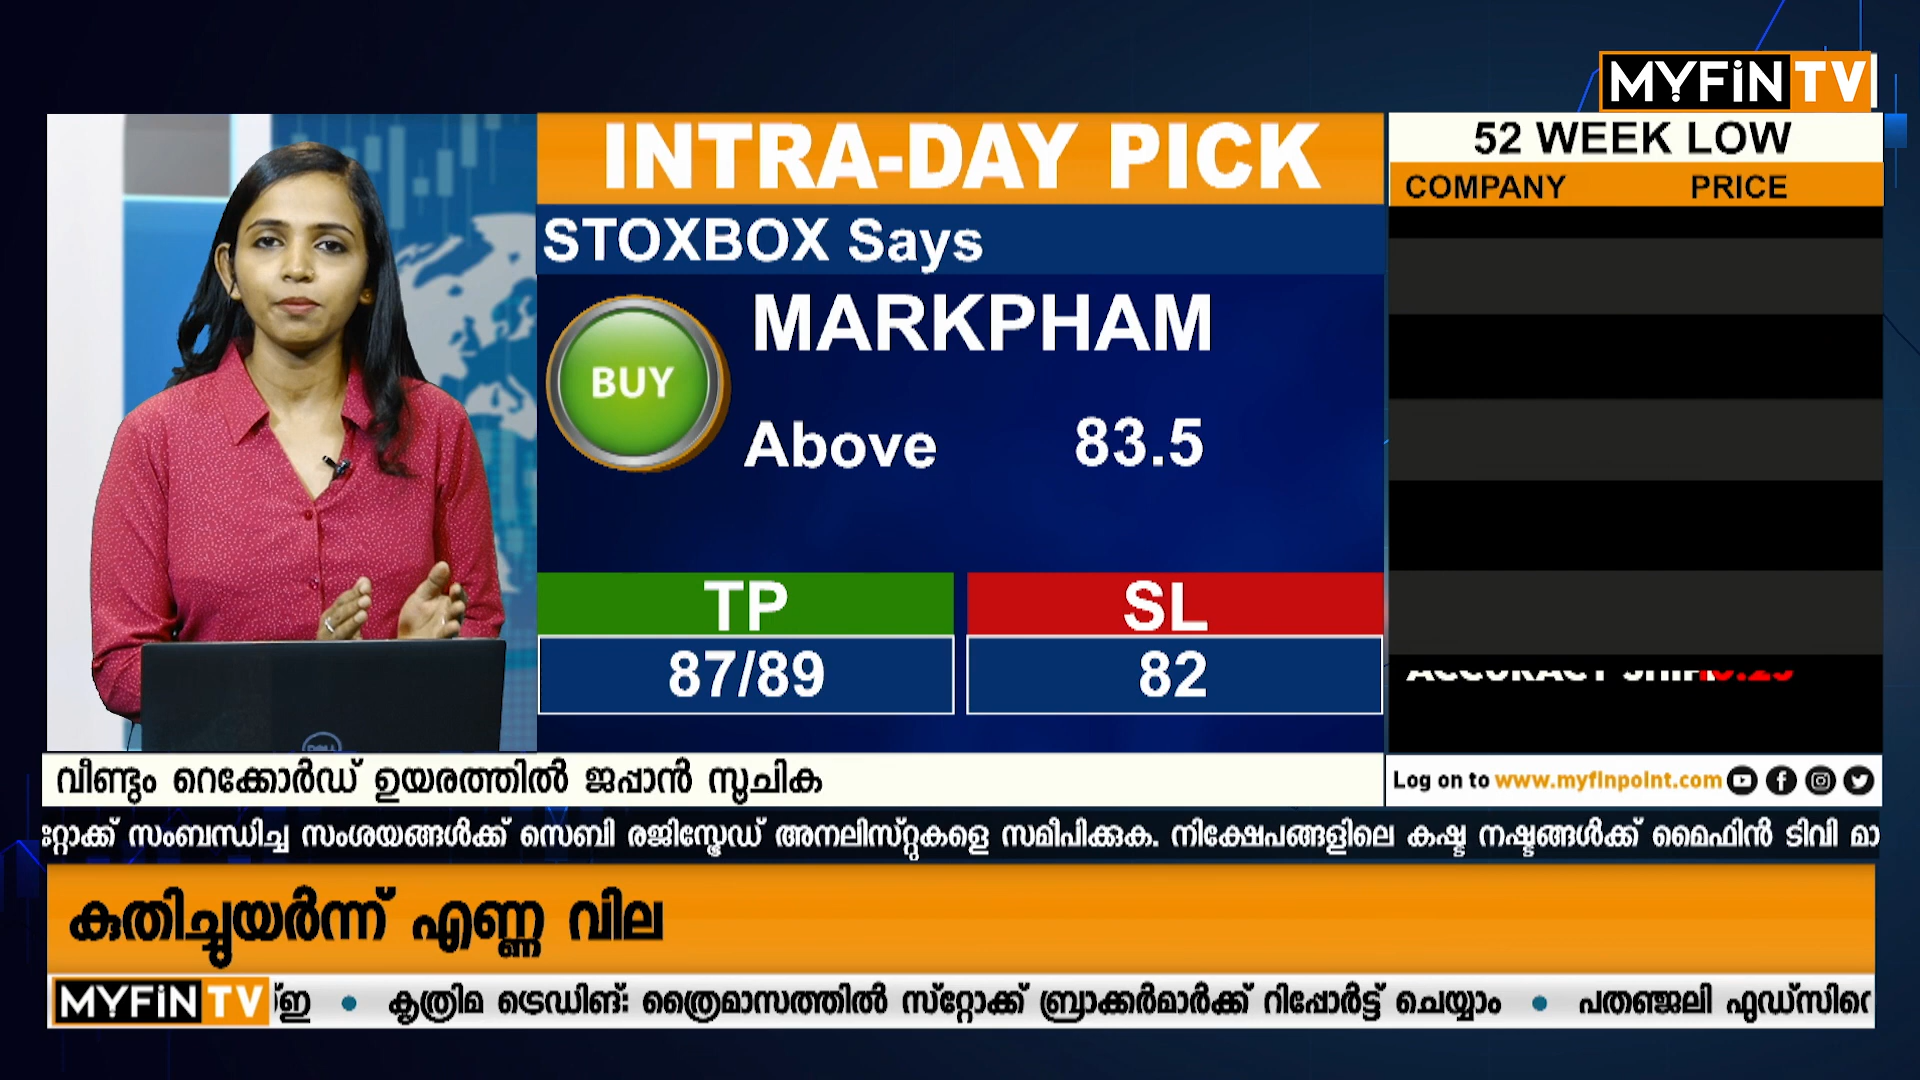 MYFiN TV
INTRA-DAY PICK
STOXBOX Says
BUY
MARKPHAM
Above 83.5
TP SL
87/89 82
52 WEEK LOW
COMPANY PRICE
വീണ്ടും റെക്കോർഡ് ഉയരത്തിൽ ജപ്പാൻ സൂചിക
Log on to www.myfinpoint.com
സംബന്ധിച്ച സംശയങ്ങൾക്ക് സെബി രജിസ്ട്രേഡ് അനലിസ്റ്റുകളെ സമീപിക്കുക. നിക്ഷേപങ്ങളിലെ കഷ്ട നഷ്ടങ്ങൾക്ക് മൈഫിൻ ടിവി
കുതിച്ചുയർന്ന് എണ്ണ വില
MYFiN TV • കൃത്രിമ ട്രെഡിങ്: ത്രൈമാസത്തിൽ സ്റ്റോക്ക് ബ്രാക്കർമാർക്ക് റിപ്പോർട്ട് ചെയ്യാം • പതഞ്ജലി